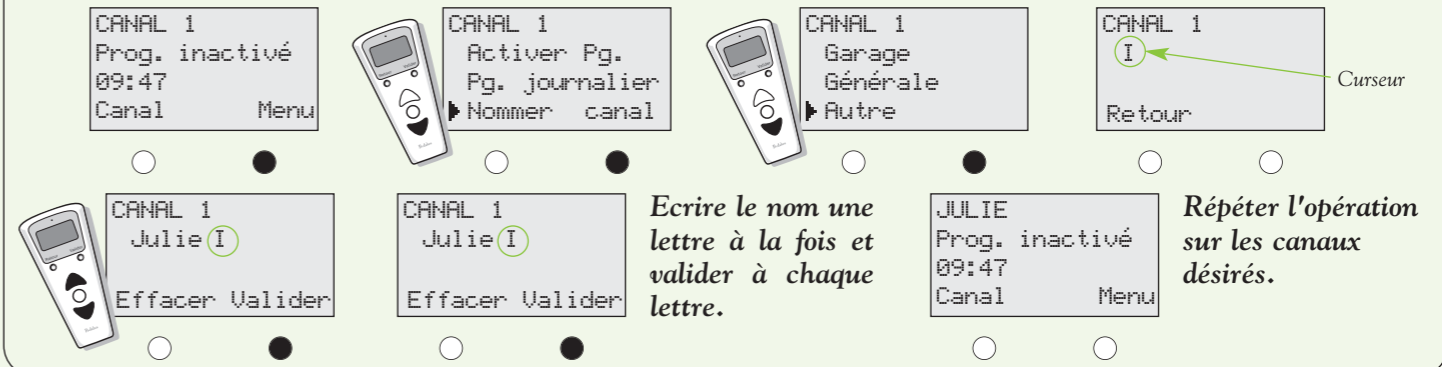 CANAL 1
Prog. inactivé
09:47
Canal Menu
CANAL 1
Activer Pg.
Pg. journalier
Nommer canal
CANAL 1
Garage
Générale
Autre
CANAL 1
I
Retour
Curseur
CANAL 1
Julie I
Effacer Valider
CANAL 1
Julie I
Effacer Valider
Ecrire le nom une
lettre à la fois et
valider à chaque
lettre.
JULIE
Prog. inactivé
09:47
Canal Menu
Répéter l'opération
sur les canaux
désirés.